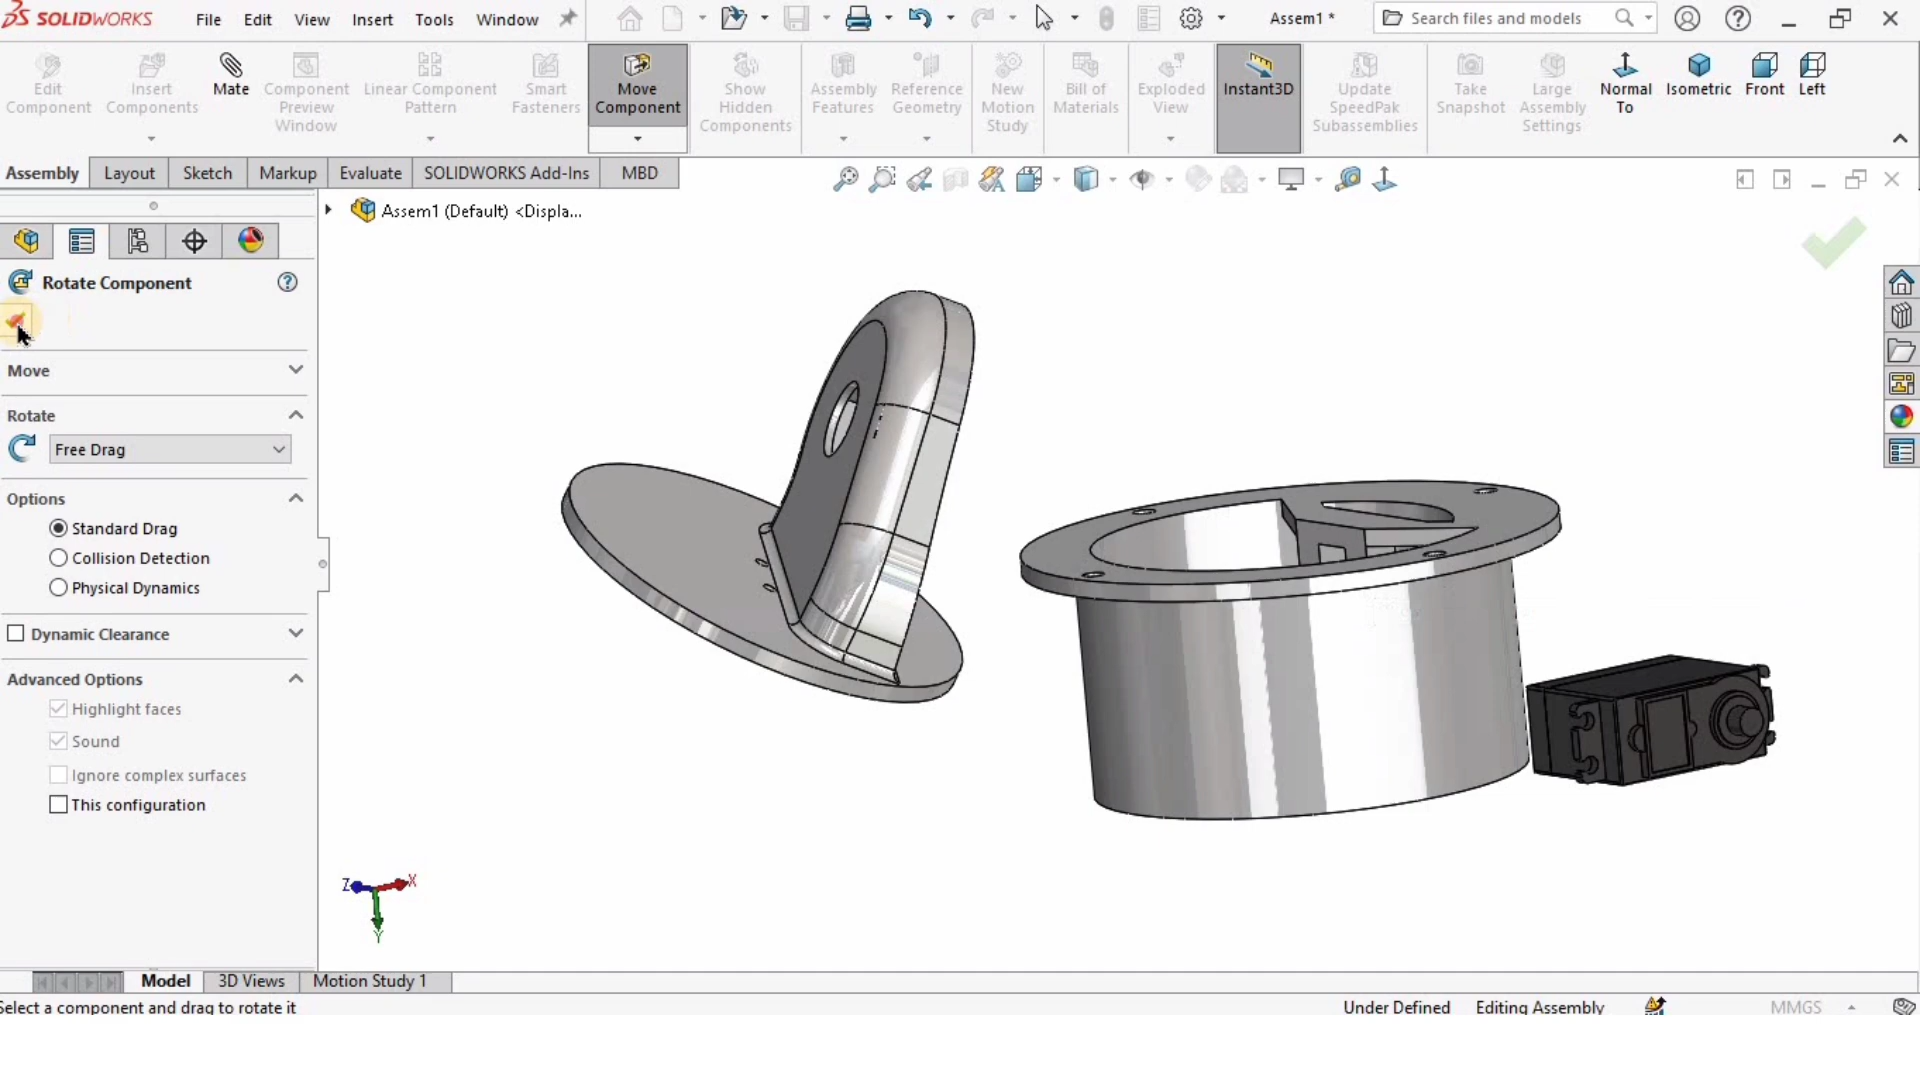 SOLIDWORKS File Edit View Insert Tools Window Assem1 * Search files and models
Edit Component Insert Components Mate Component Preview Window Linear Component Pattern Smart Fasteners Move Component Show Hidden Components Assembly Features Reference Geometry New Motion Study Bill of Materials Exploded View Instant3D Update SpeedPak Subassemblies Take Snapshot Large Assembly Settings Normal To Isometric Front Left
Assembly Layout Sketch Markup Evaluate SOLIDWORKS Add-Ins MBD
Assem1 (Default) <Displa...
Rotate Component
Move
Rotate
Free Drag
Options
Standard Drag
Collision Detection
Physical Dynamics
Dynamic Clearance
Advanced Options
Highlight faces
Sound
Ignore complex surfaces
This configuration
Z X
Y
Model 3D Views Motion Study 1
Select a component and drag to rotate it Under Defined Editing Assembly MMGS